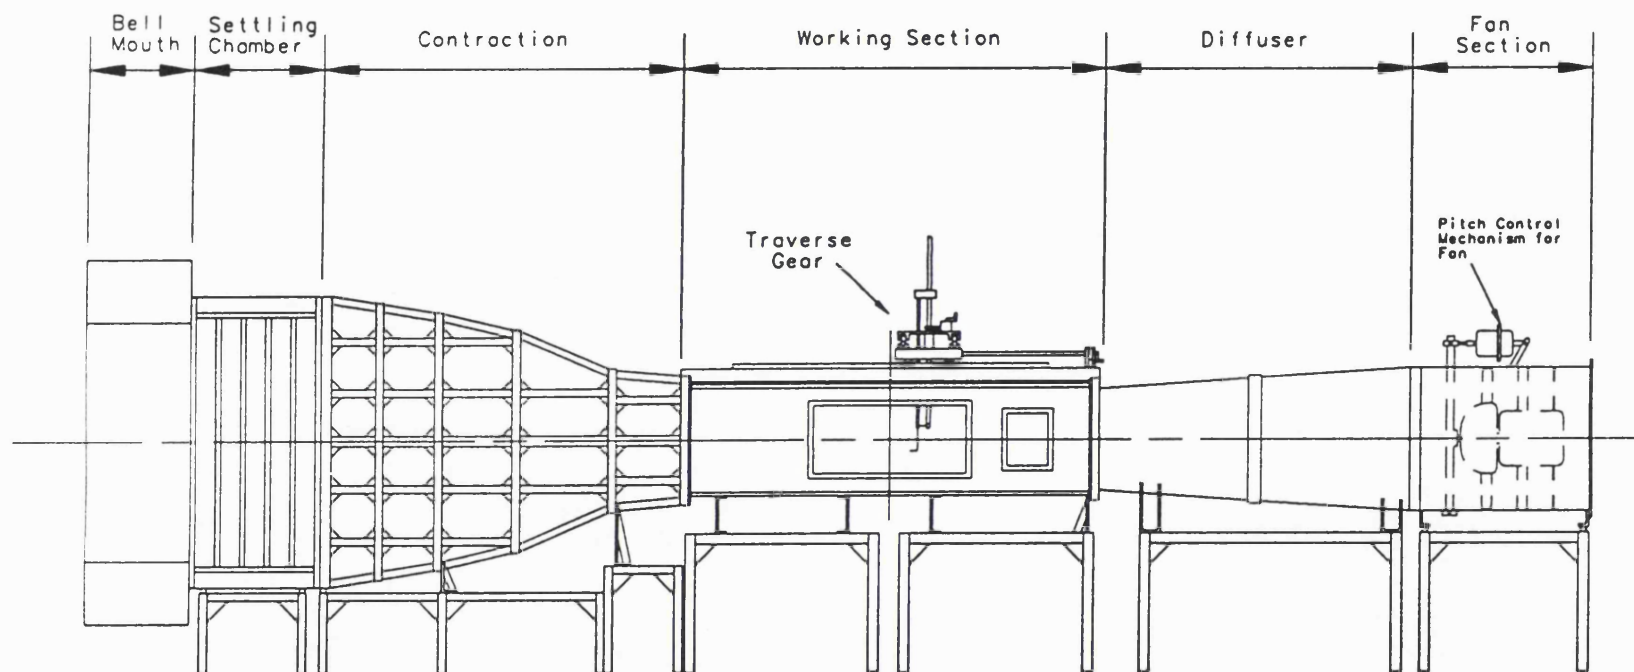 Bell
Mouth
Settling
Chamber
Contraction
Working Section
Diffuser
Fan
Section
Traverse
Gear
Pitch Control
Mechanism for
Fan